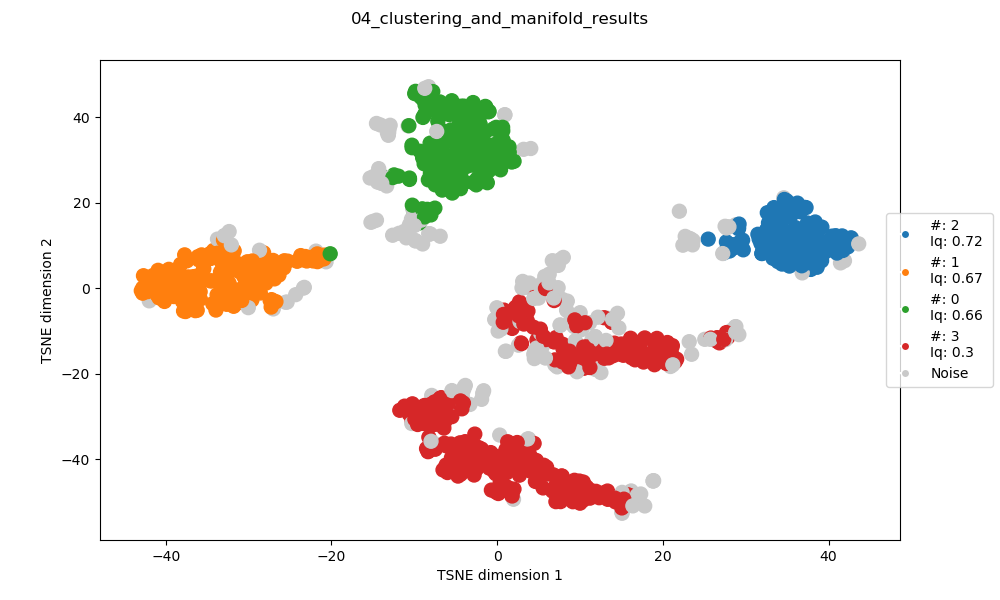 04_clustering_and_manifold_results
40
20
0
−20
−40
TSNE dimension 2
−40
−20
0
20
40
TSNE dimension 1
#: 2
Iq: 0.72
#: 1
Iq: 0.67
#: 0
Iq: 0.66
#: 3
Iq: 0.3
Noise